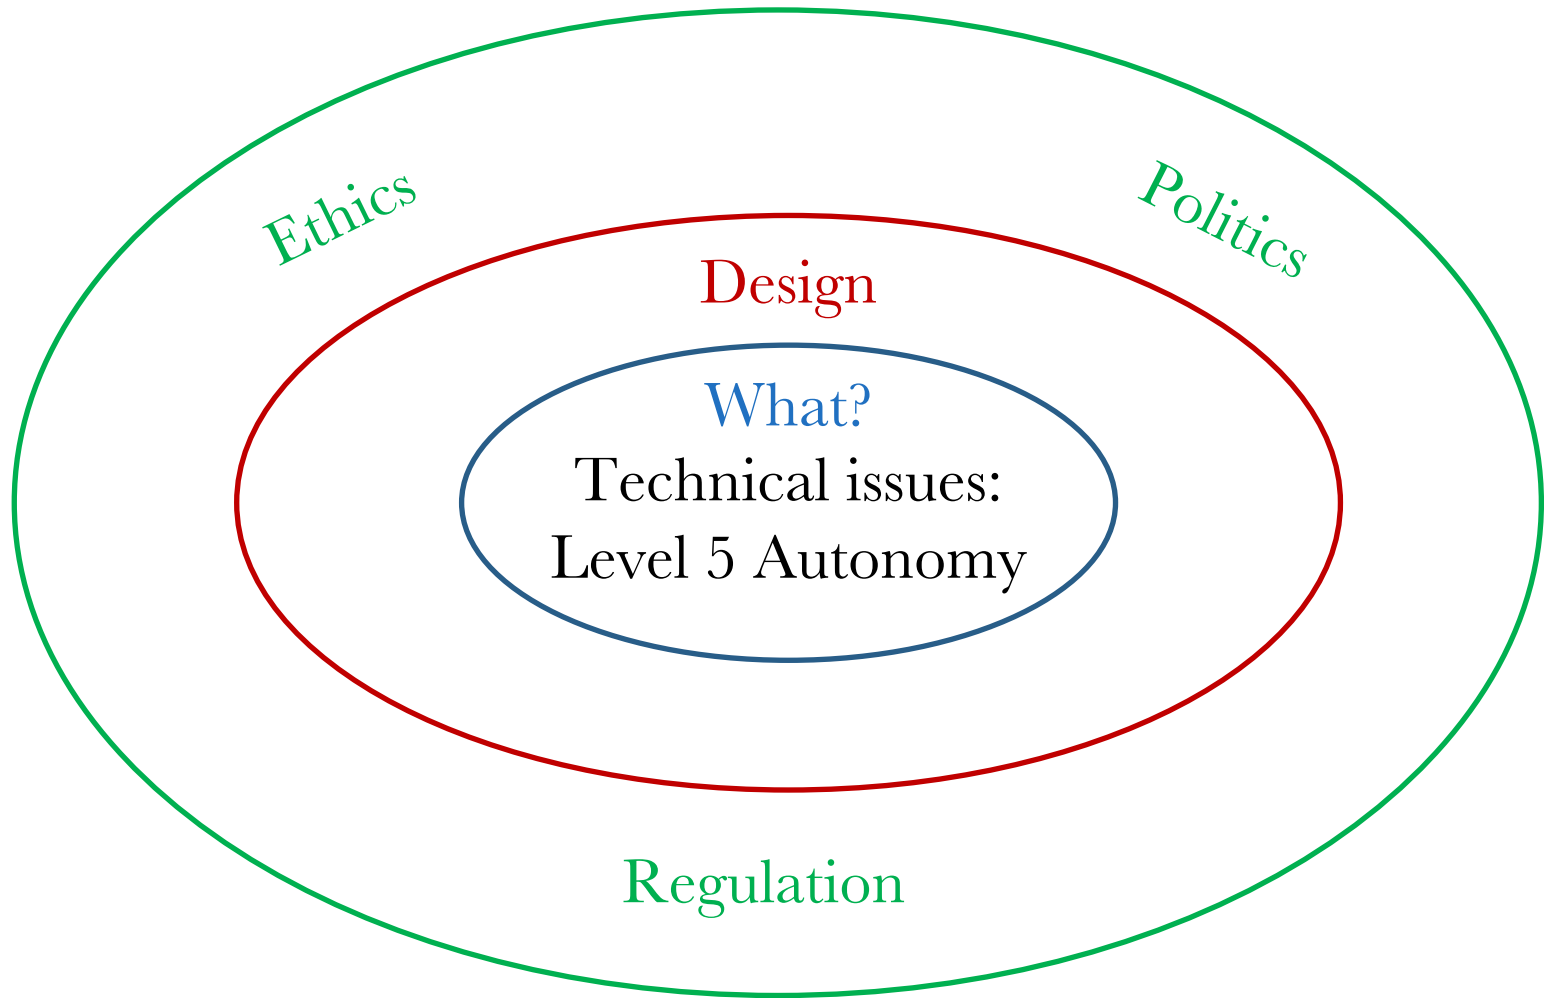 Ethics
Politics
Design
What?
Technical issues:
Level 5 Autonomy
Regulation